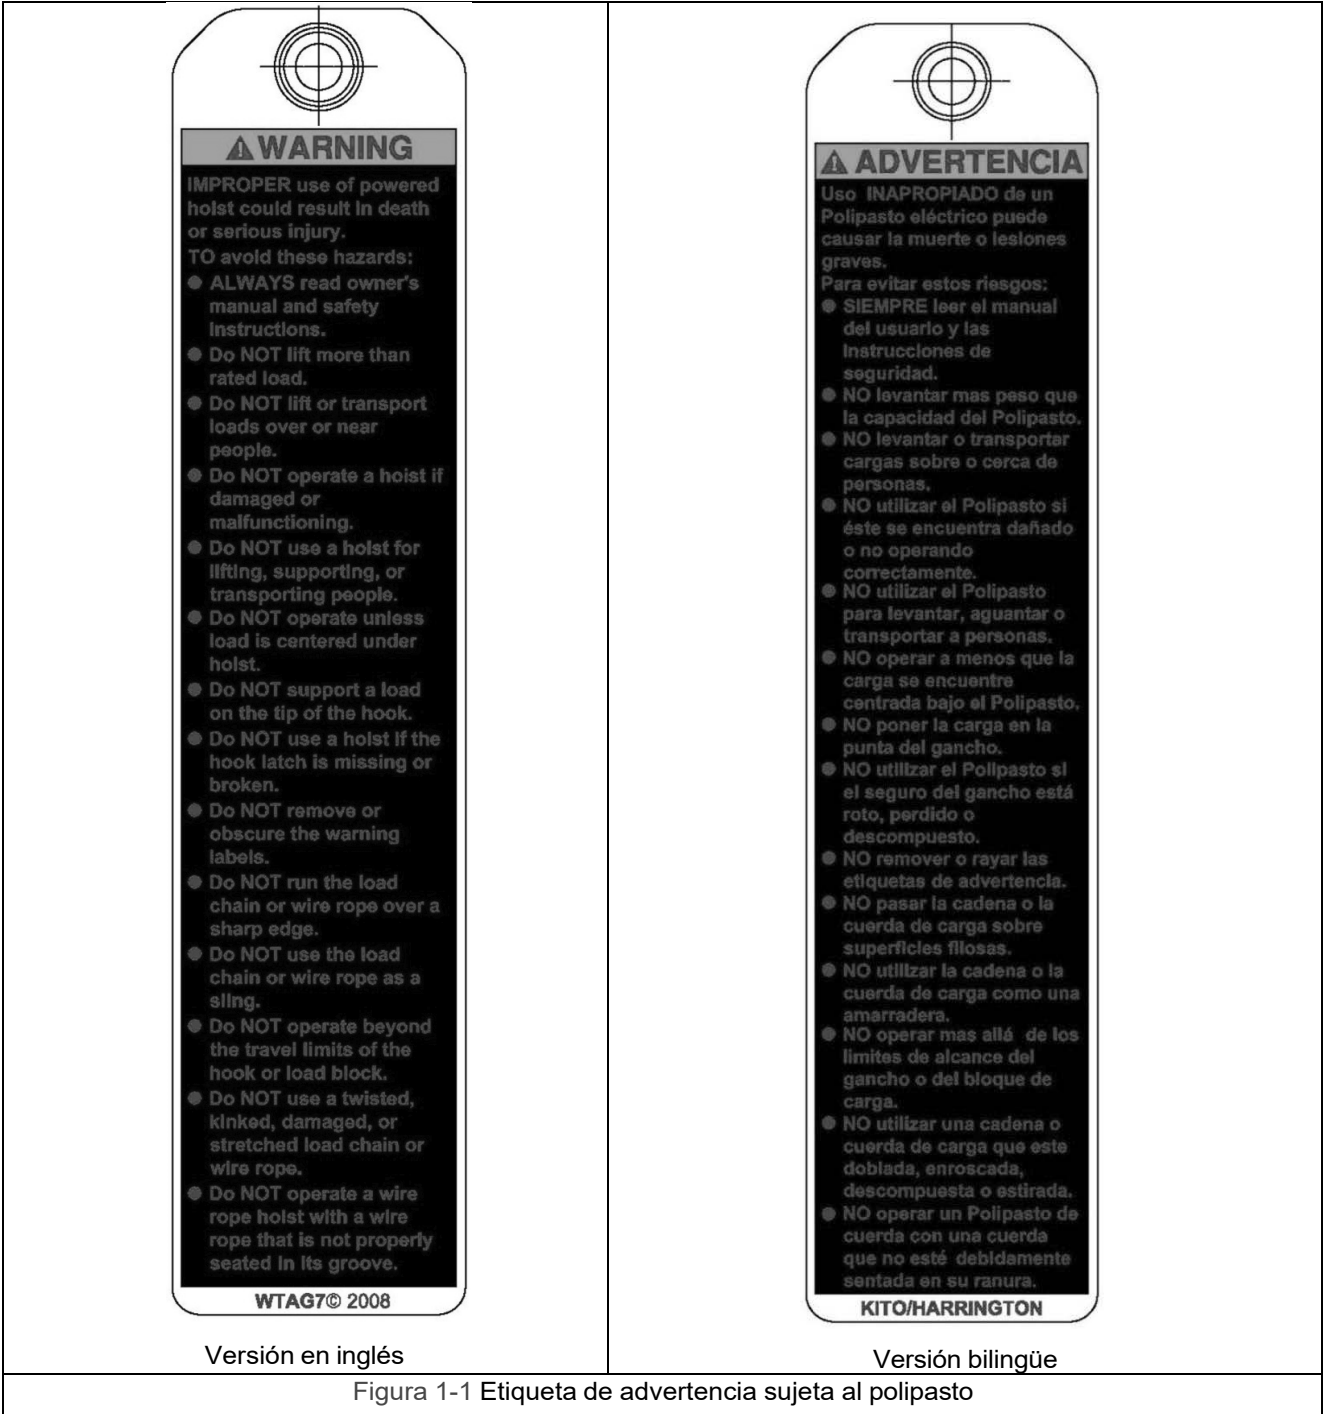 WARNING
IMPROPER use of powered
hoist could result in death
or serious injury.
TO avoid these hazards:
● ALWAYS read owner's
manual and safety
instructions.
● Do NOT lift more than
rated load.
● Do NOT lift or transport
loads over or near
people.
● Do NOT operate a hoist if
damaged or
malfunctioning.
● Do NOT use a hoist for
lifting, supporting, or
transporting people.
● Do NOT operate unless
load is centered under
hoist.
● Do NOT support a load
on the tip of the hook.
● Do NOT use a hoist if the
hook latch is missing or
broken.
● Do NOT remove or
obscure the warning
labels.
● Do NOT run the load
chain or wire rope over a
sharp edge.
● Do NOT use the load
chain or wire rope as a
sling.
● Do NOT operate beyond
the travel limits of the
hook or load block.
● Do NOT use a twisted,
kinked, damaged, or
stretched load chain or
wire rope.
● Do NOT operate a wire
rope hoist with a wire
rope that is not properly
seated in its groove.
WTAG7© 2008
Versión en inglés
ADVERTENCIA
Uso INAPROPIADO de un
Polipasto eléctrico puede
causar la muerte o lesiones
graves.
Para evitar estos riesgos:
● SIEMPRE leer el manual
del usuario y las
instrucciones de
seguridad.
● NO levantar mas peso que
la capacidad del Polipasto.
● NO levantar o transportar
cargas sobre o cerca de
personas.
● NO utilizar el Polipasto si
éste se encuentra dañado
o no operando
correctamente.
● NO utilizar el Polipasto
para levantar, aguantar o
transportar a personas.
● NO operar a menos que la
carga se encuentre
centrada bajo el Polipasto.
● NO poner la carga en la
punta del gancho.
● NO utilizar el Polipasto si
el seguro del gancho está
roto, perdido o
descompuesto.
● NO remover o rayar las
etiquetas de advertencia.
● NO pasar la cadena o la
cuerda de carga sobre
superficies filosas.
● NO utilizar la cadena o la
cuerda de carga como una
amarradera.
● NO operar mas allá de los
limites de alcance del
gancho o del bloque de
carga.
● NO utilizar una cadena o
cuerda de carga que este
doblada, enroscada,
descompuesta o estirada.
● NO operar un Polipasto de
cuerda con una cuerda
que no esté debidamente
sentada en su ranura.
KITO/HARRINGTON
Versión bilingüe
Figura 1-1 Etiqueta de advertencia sujeta al polipasto